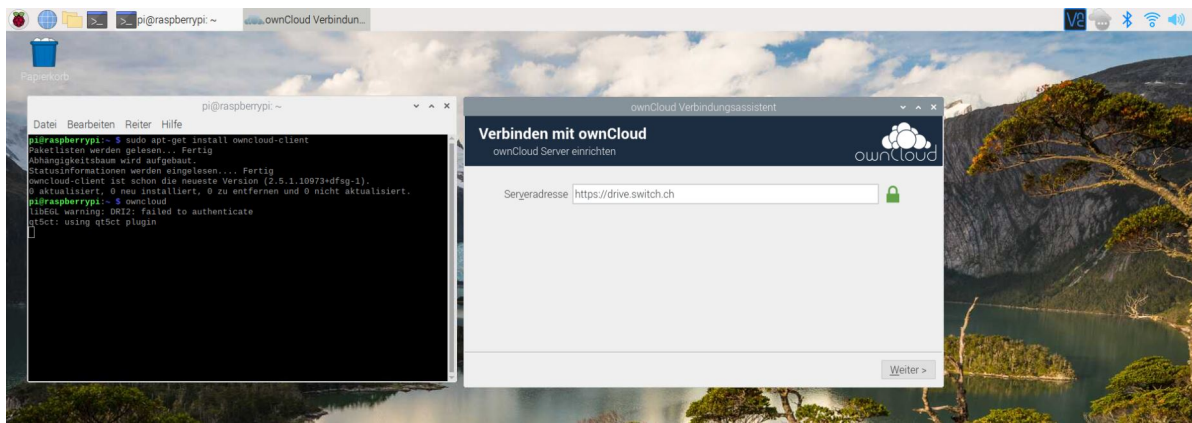 pi@raspberrypi: ~
ownCloud Verbindun...
Papierkorb
pi@raspberrypi: ~
Datei Bearbeiten Reiter Hilfe
pi@raspberrypi:~ $ sudo apt-get install owncloud-client
Paketlisten werden gelesen... Fertig
Abhängigkeitsbaum wird aufgebaut.
Statusinformationen werden eingelesen.... Fertig
owncloud-client ist schon die neueste Version (2.5.1.10973+dfsg-1).
0 aktualisiert, 0 neu installiert, 0 zu entfernen und 0 nicht aktualisiert.
pi@raspberrypi:~ $ owncloud
libEGL warning: DRI2: failed to authenticate
qt5ct: using qt5ct plugin
ownCloud Verbindungsassistent
Verbinden mit ownCloud
ownCloud Server einrichten
ownCloud
Serveradresse https://drive.switch.ch
Weiter >